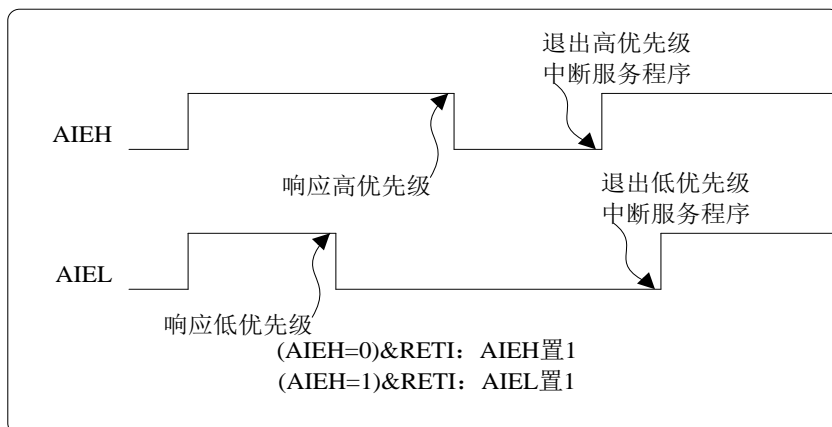 退出高优先级
中断服务程序
AIEH
响应高优先级
退出低优先级
中断服务程序
AIEL
响应低优先级
(AIEH=0)&RETI：AIEH置1
(AIEH=1)&RETI：AIEL置1